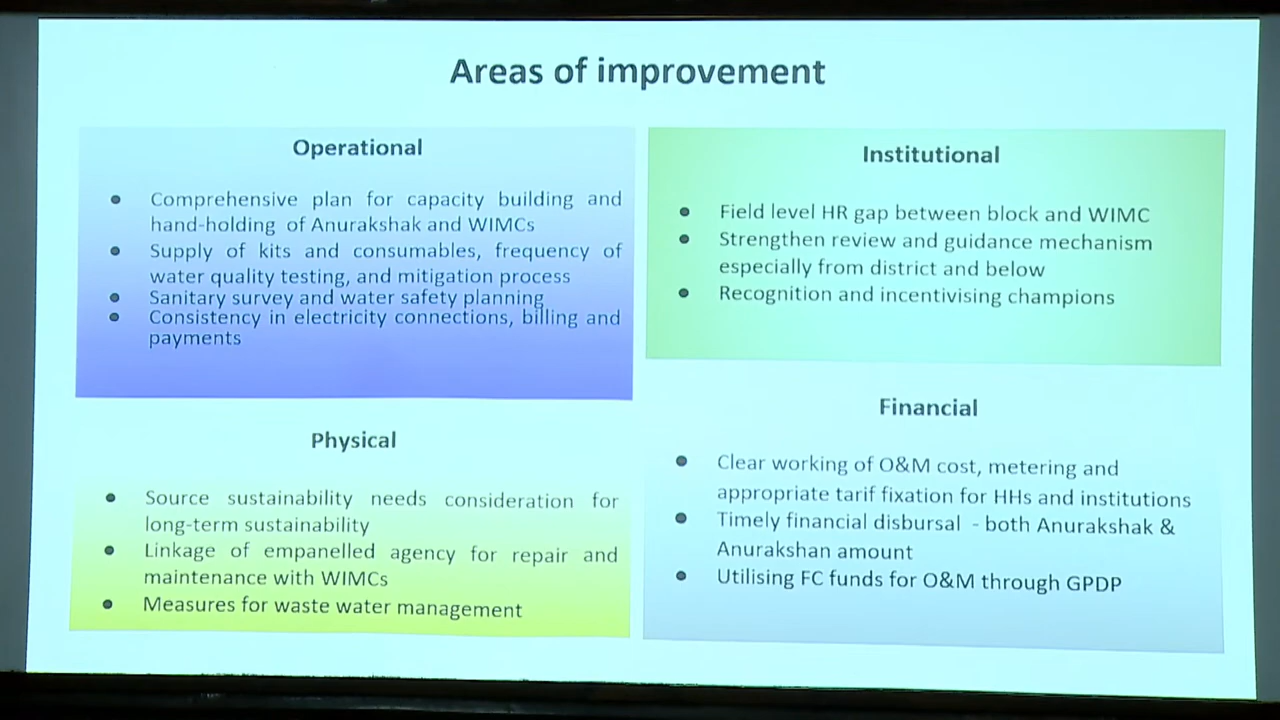 Areas of improvement
Operational
Comprehensive plan for capacity building and
hand-holding of Anurakshak and WIMCs
Supply of kits and consumables, frequency of
water quality testing, and mitigation process
Sanitary survey and water safety planning
Consistency in electricity connections, billing and
payments
Institutional
Field level HR gap between block and WIMC
Strengthen review and guidance mechanism
especially from district and below
Recognition and incentivising champions
Physical
Source sustainability needs consideration for
long-term sustainability
Linkage of empanelled agency for repair and
maintenance with WIMCs
Measures for waste water management
Financial
Clear working of O&M cost, metering and
appropriate tarif fixation for HHs and institutions
Timely financial disbursal - both Anurakshak &
Anurakshan amount
Utilising FC funds for O&M through GPDP